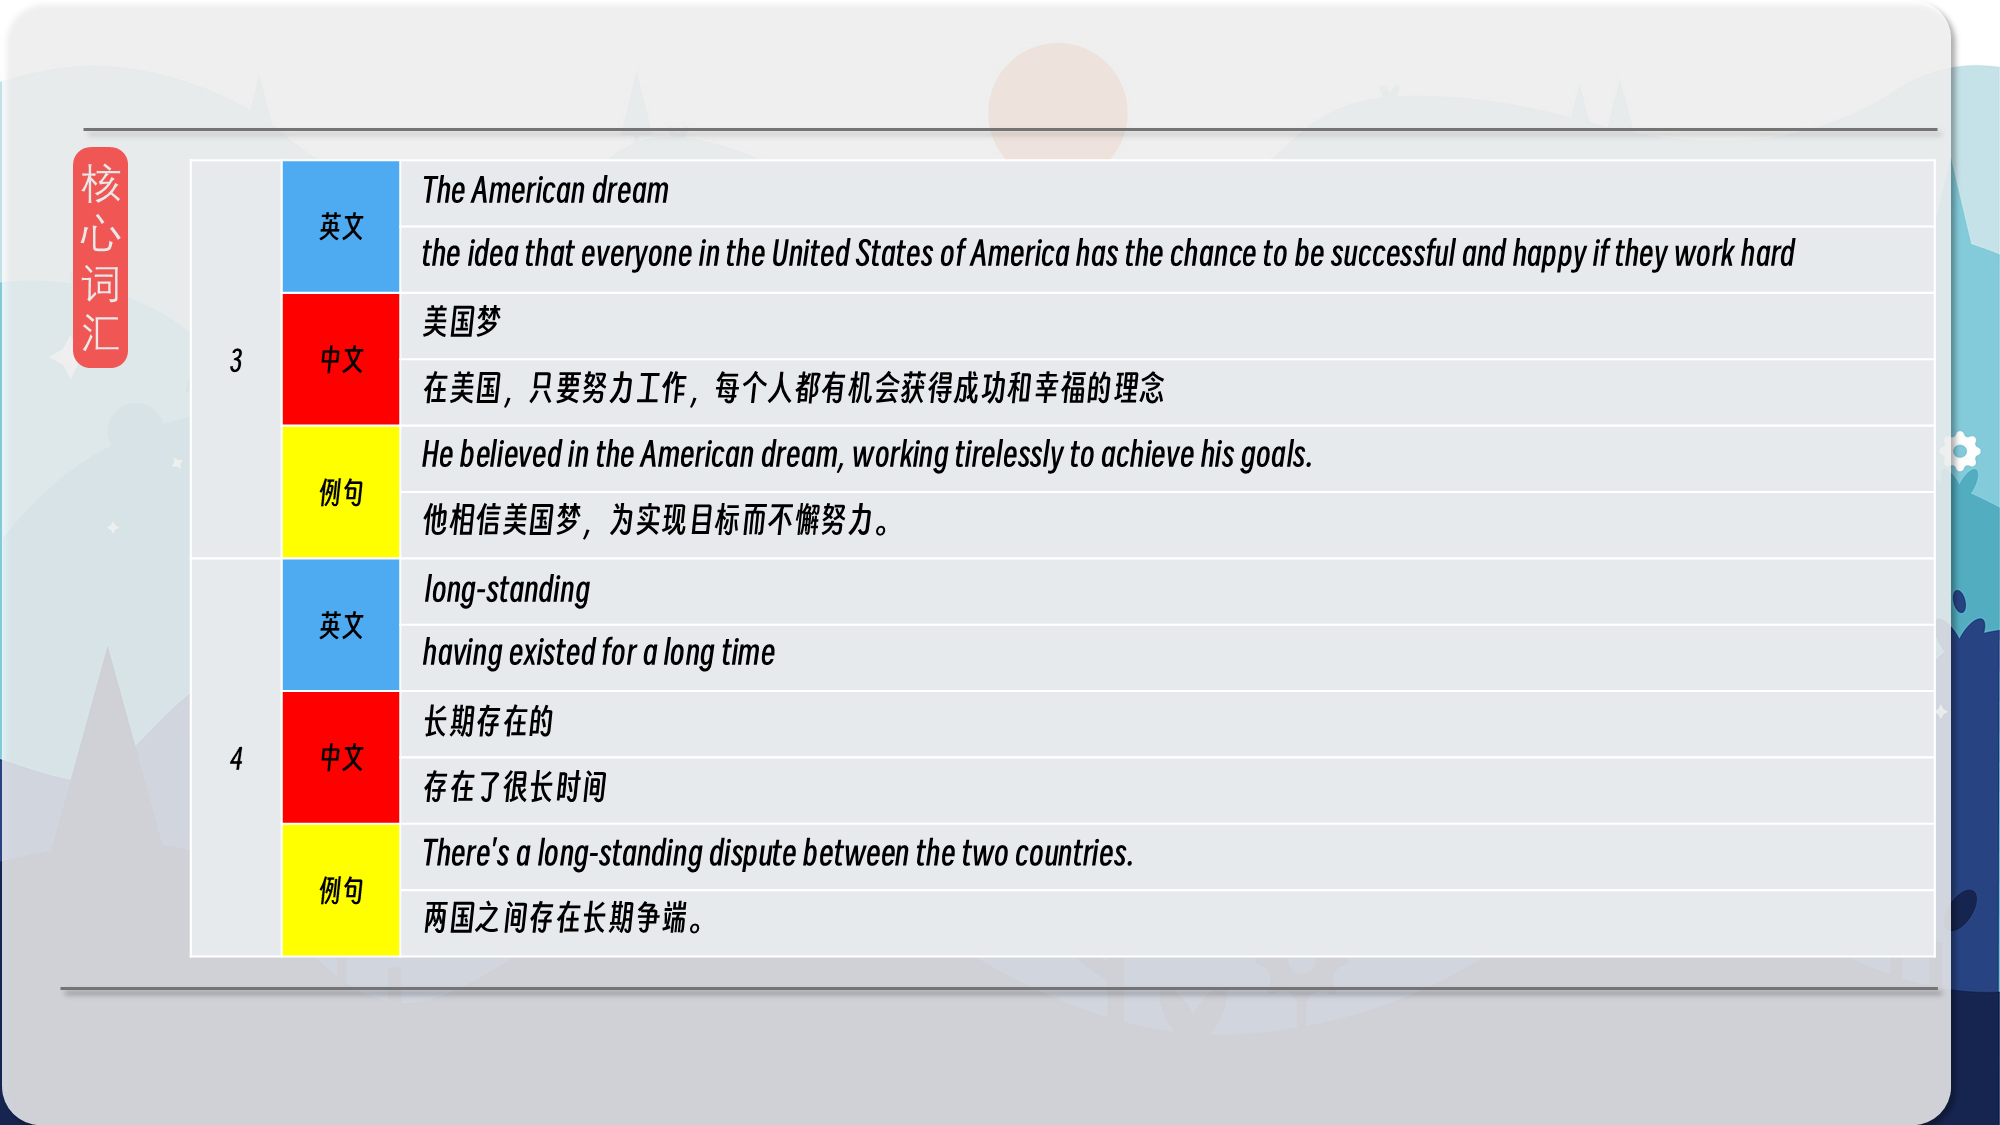 核心词汇
3
英文
The American dream
the idea that everyone in the United States of America has the chance to be successful and happy if they work hard
中文
美国梦
在美国，只要努力工作，每个人都有机会获得成功和幸福的理念
例句
He believed in the American dream, working tirelessly to achieve his goals.
他相信美国梦，为实现目标而不懈努力。
4
英文
long-standing
having existed for a long time
中文
长期存在的
存在了很长时间
例句
There's a long-standing dispute between the two countries.
两国之间存在长期争端。